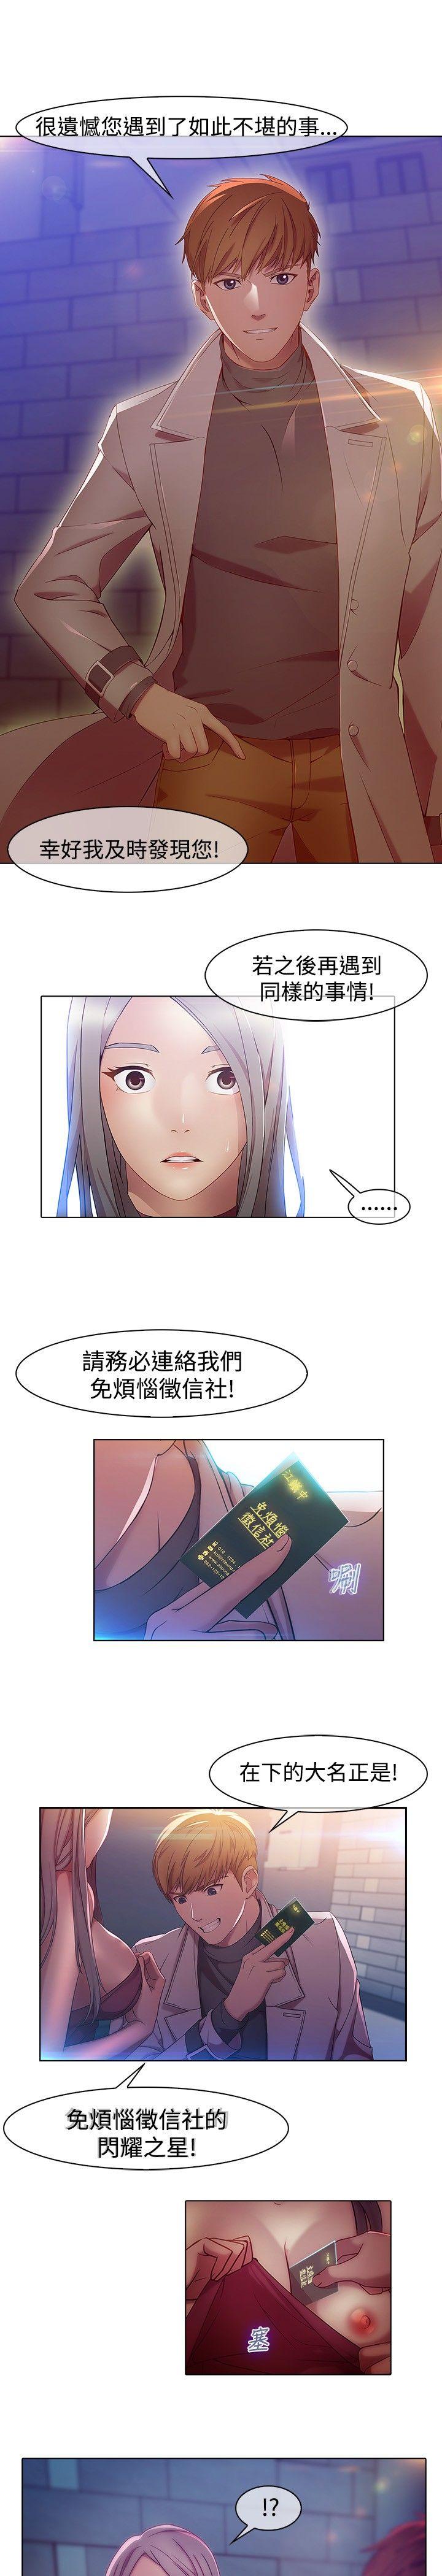 很遺憾您遇到了如此不堪的事...
幸好我及時發現您!
若之後再遇到
同樣的事情!
......
請務必連絡我們
免煩惱徵信社!
免煩惱
徵信社
唰
在下的大名正是!
免煩惱徵信社的
閃耀之星!
塞
!?